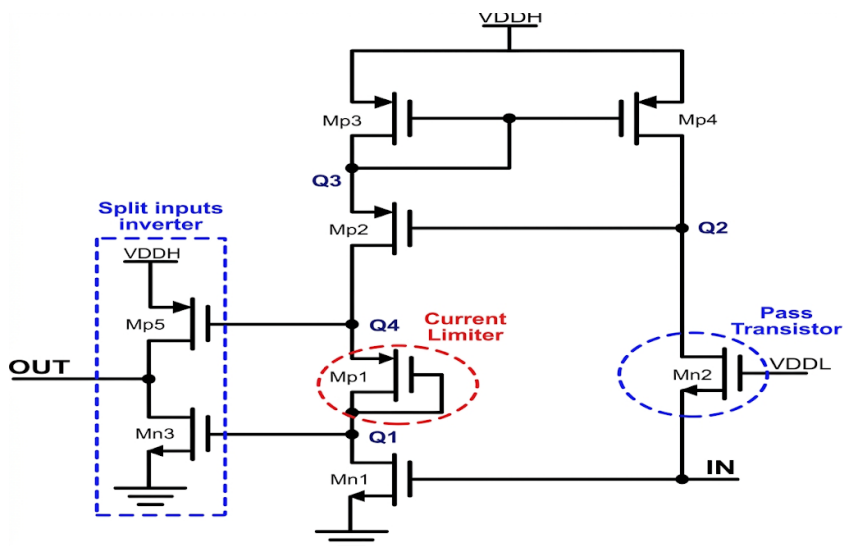 VDDH
Mp3
Mp4
Q3
Mp2
Q2
Split inputs
inverter
VDDH
Mp5
Q4
Current
Limiter
Pass
Transistor
OUT
Mp1
Mn2
VDDL
Mn3
Q1
Mn1
IN